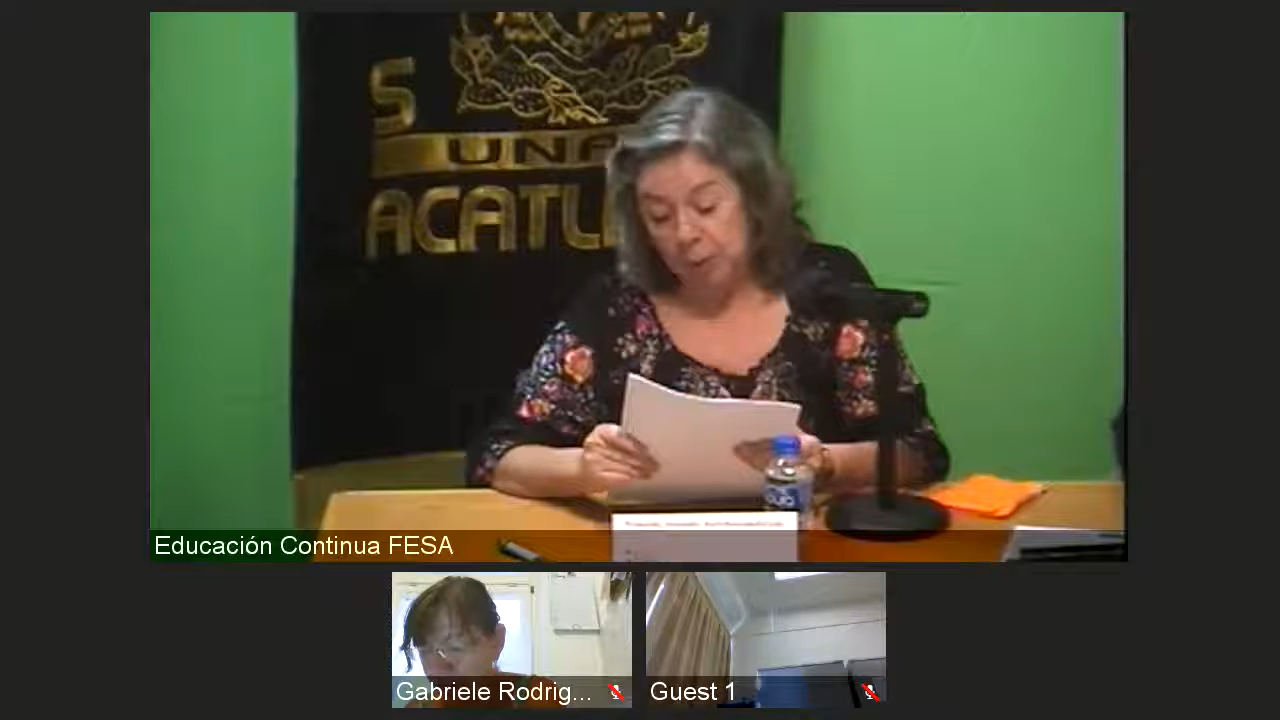 S
UNA
ACATL
Educación Continua FESA
Gabriele Rodrig...
Guest 1